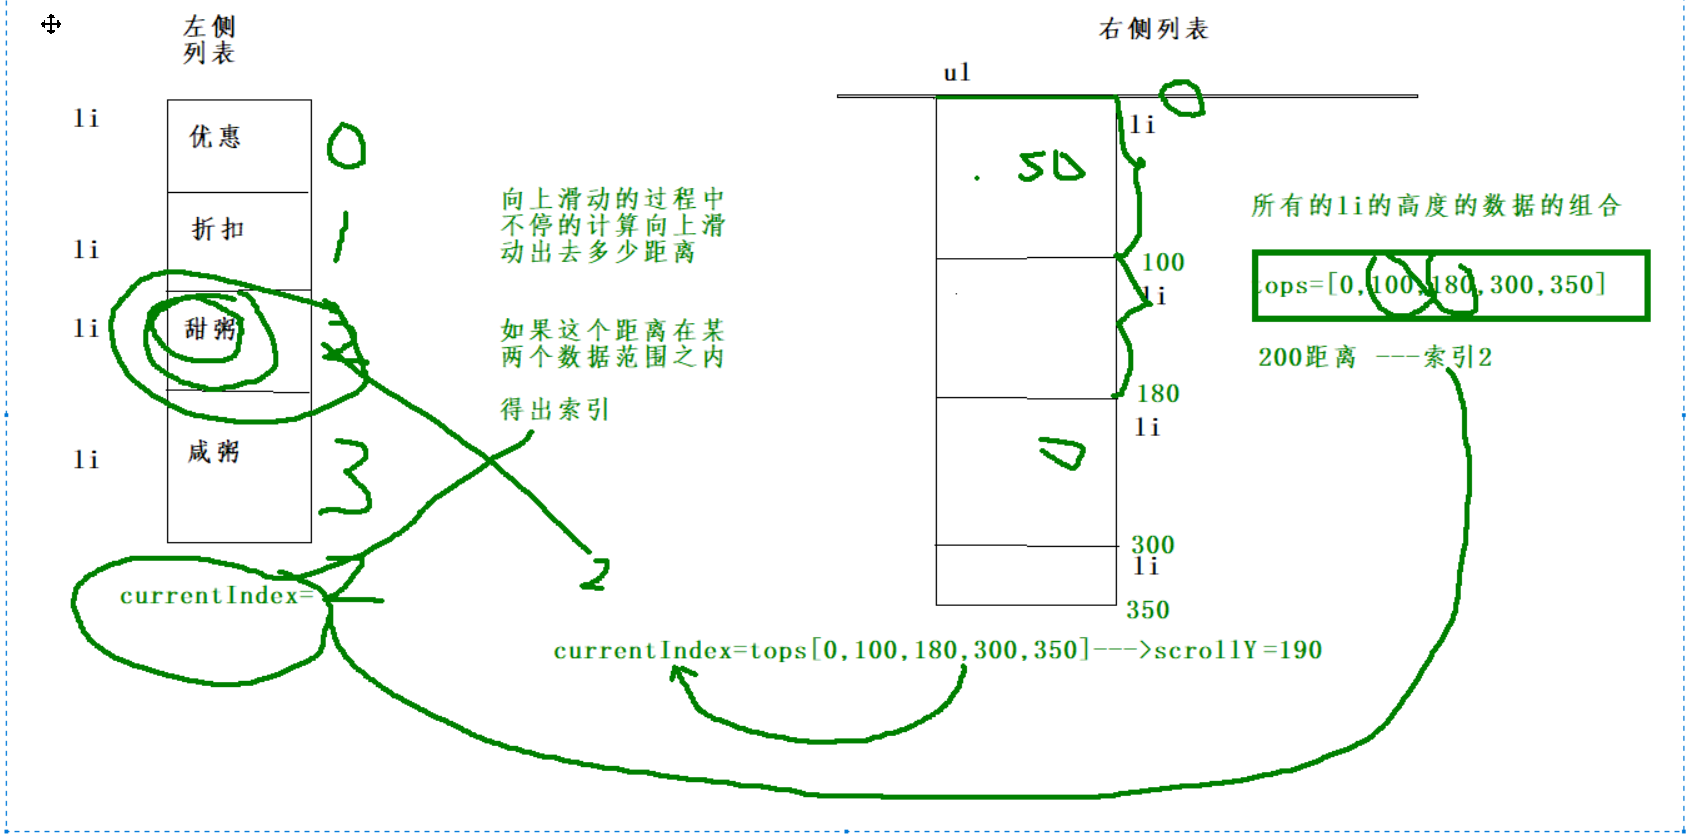 左侧
列表
li
优惠
0
li
折扣
1
li
甜粥
2
li
咸粥
3
currentIndex=
2
向上滑动的过程中
不停的计算向上滑
动出去多少距离
如果这个距离在某
两个数据范围之内
得出索引
2
右侧列表
ul
0
li
50
100
li
180
li
300
li
350
所有的li的高度的数据的组合
tops=[0,100,180,300,350]
200距离 ---索引2
currentIndex=tops[0,100,180,300,350]--->scrollY=190